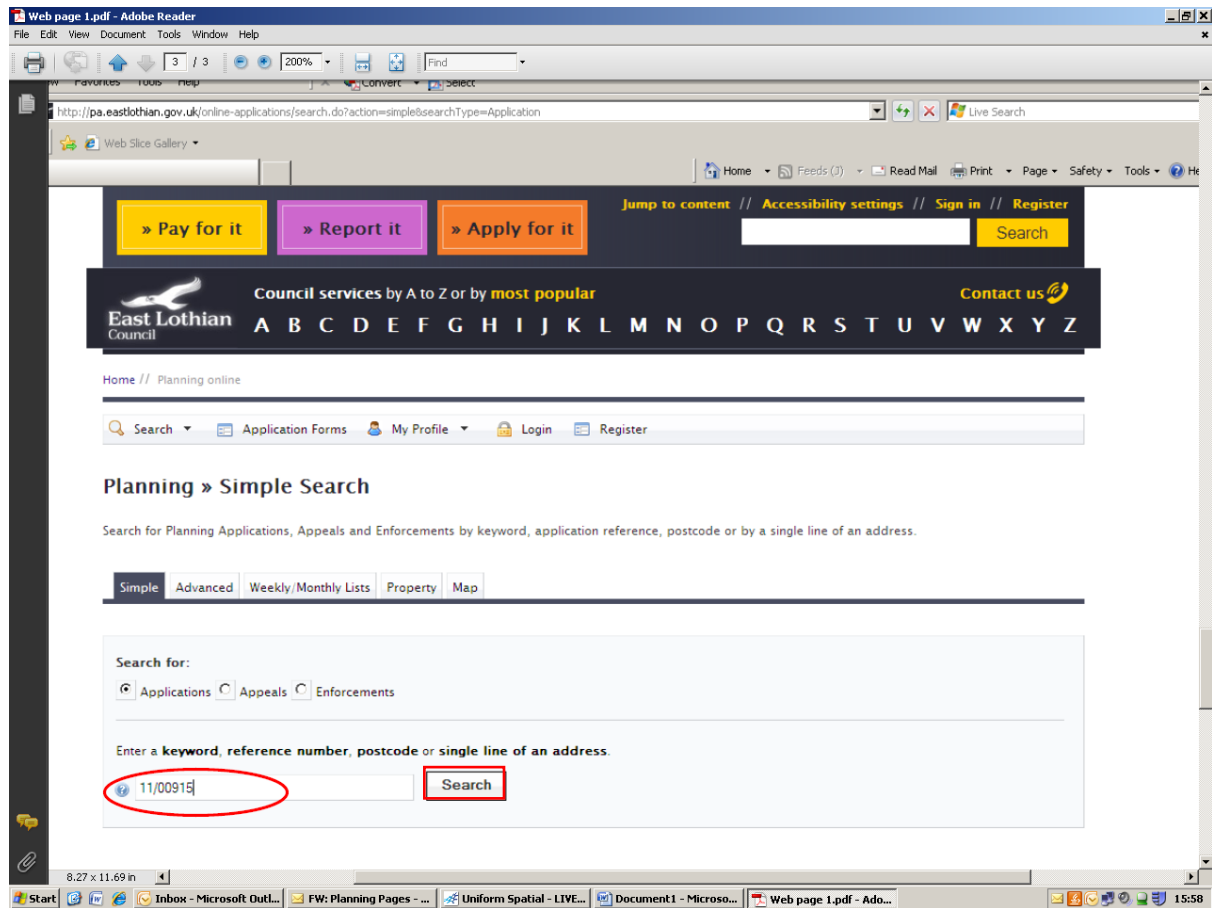 Web page 1.pdf - Adobe Reader
File Edit View Document Tools Window Help
3 / 3 200% Find
Favorites Tools Help Convert Select
http://pa.eastlothian.gov.uk/online-applications/search.do?action=simple&searchType=Application Live Search
Web Slice Gallery
Home Feeds (J) Read Mail Print Page Safety Tools He
Jump to content // Accessibility settings // Sign in // Register
» Pay for it » Report it » Apply for it Search
Council services by A to Z or by most popular Contact us
East Lothian
Council
A B C D E F G H I J K L M N O P Q R S T U V W X Y Z
Home // Planning online
Search Application Forms My Profile Login Register
Planning » Simple Search
Search for Planning Applications, Appeals and Enforcements by keyword, application reference, postcode or by a single line of an address.
Simple Advanced Weekly/Monthly Lists Property Map
Search for:
Applications Appeals Enforcements
Enter a keyword, reference number, postcode or single line of an address.
11/00915 Search
8.27 x 11.69 in
Start Inbox - Microsoft Outl... FW: Planning Pages - ... Uniform Spatial - LIVE... Document1 - Microso... Web page 1.pdf - Ado... 15:58